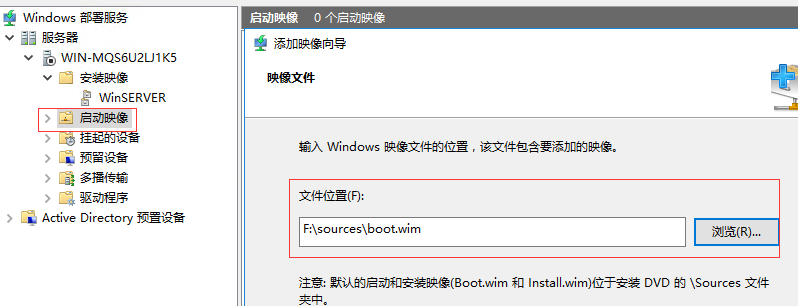 Windows 部署服务
服务器
WIN-MQS6U2LJ1K5
安装映像
WinSERVER
启动映像
挂起的设备
预留设备
多播传输
驱动程序
Active Directory 预置设备
启动映像 0 个启动映像
添加映像向导
映像文件
输入 Windows 映像文件的位置，该文件包含要添加的映像。
文件位置(F):
F:\sources\boot.wim
浏览(R)...
注意: 默认的启动和安装映像(Boot.wim 和 Install.wim)位于安装 DVD 的 \Sources 文件
夹中。